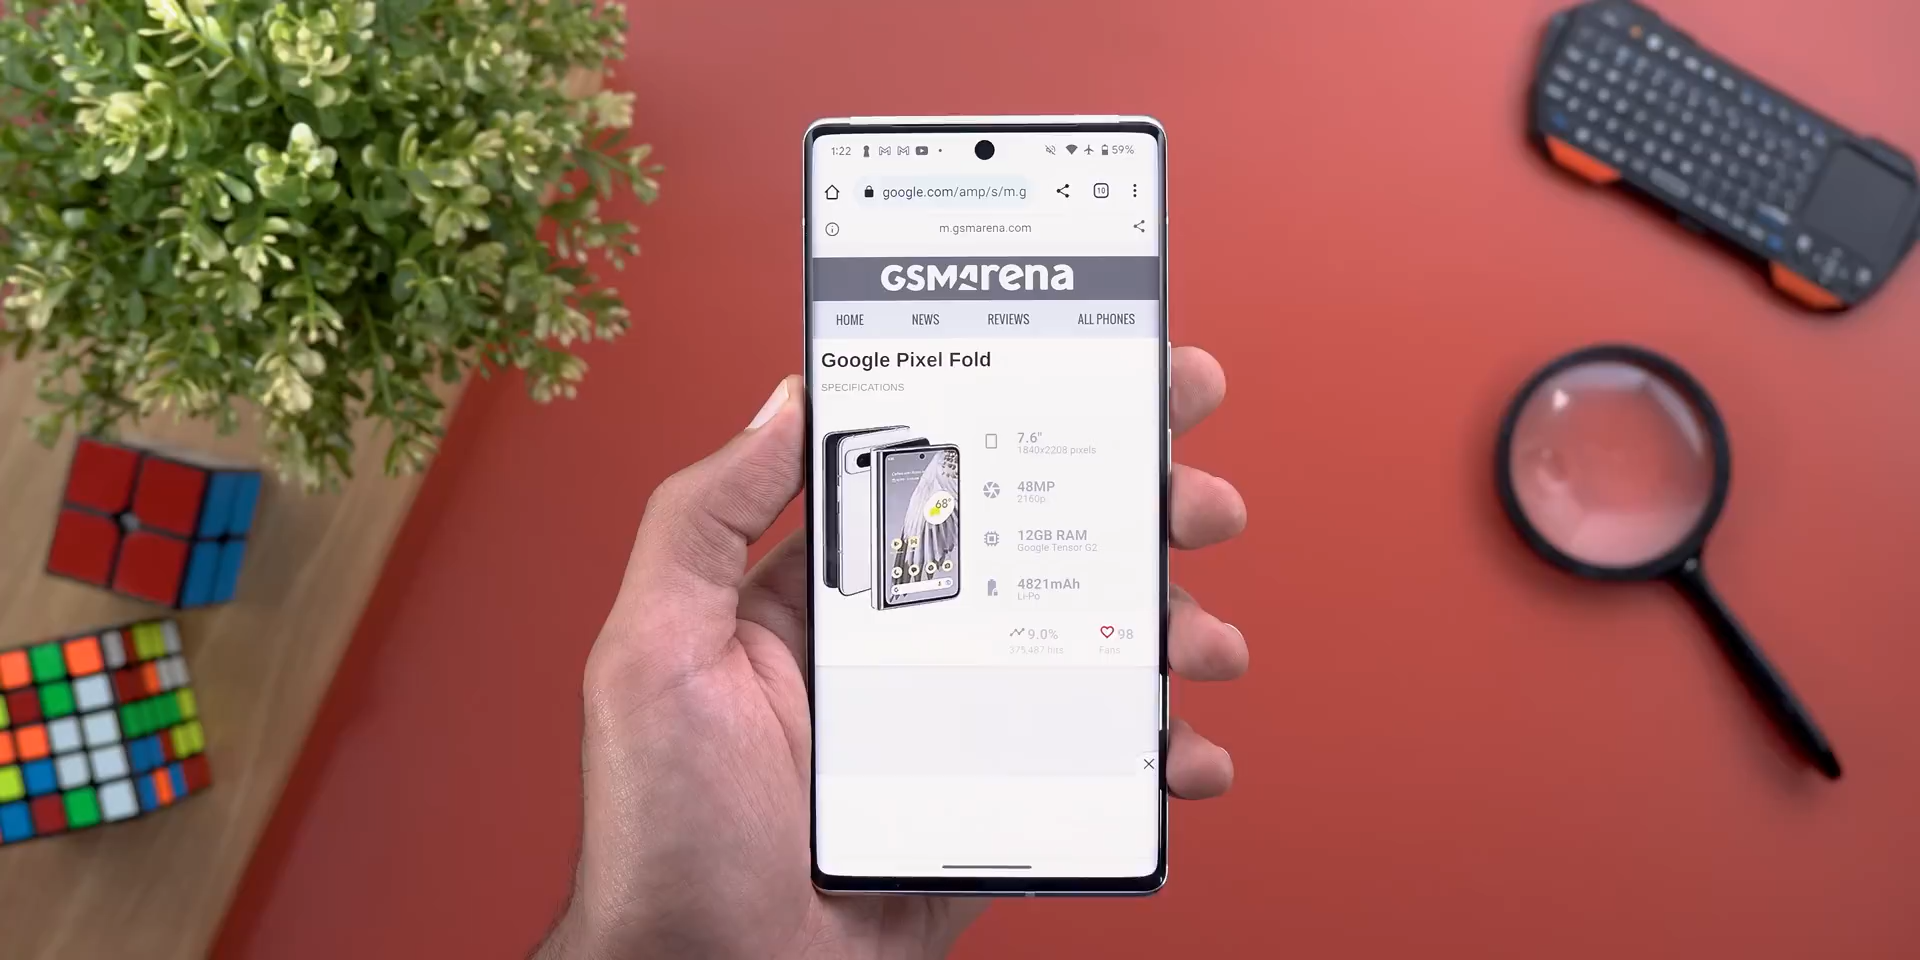 1:22 59%
google.com/amp/s/m.g 10
m.gsmarena.com
GSMArena
HOME NEWS REVIEWS ALL PHONES
Google Pixel Fold
SPECIFICATIONS
68°
7.6"
1840x2208 pixels
48MP
2160p
12GB RAM
Google Tensor G2
4821mAh
Li-Po
9.0% 98
375,487 hits Fans